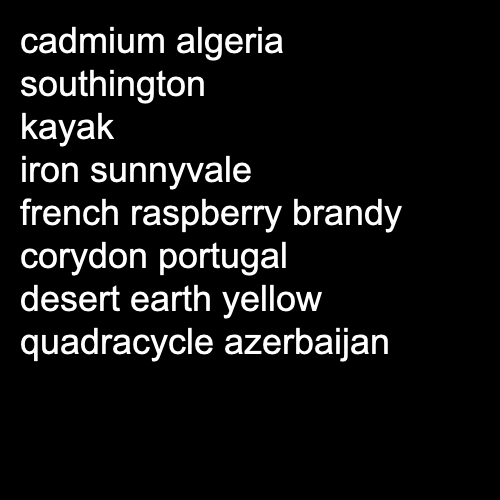 cadmium algeria
southington
kayak
iron sunnyvale
french raspberry brandy
corydon portugal
desert earth yellow
quadracycle azerbaijan